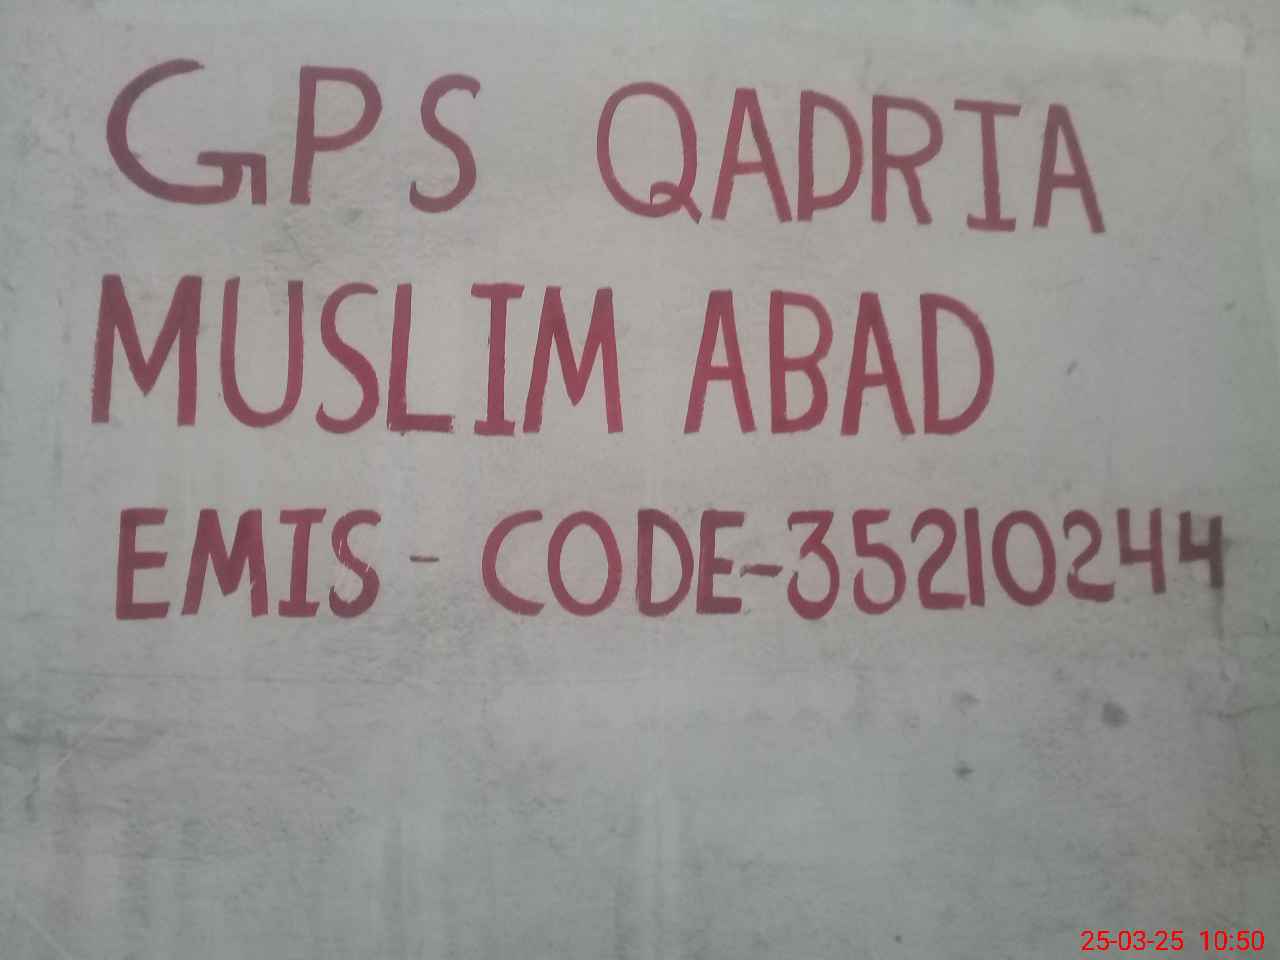 GPS QADRIA
MUSLIM ABAD
EMIS - CODE-35210244
25-03-25 10:50